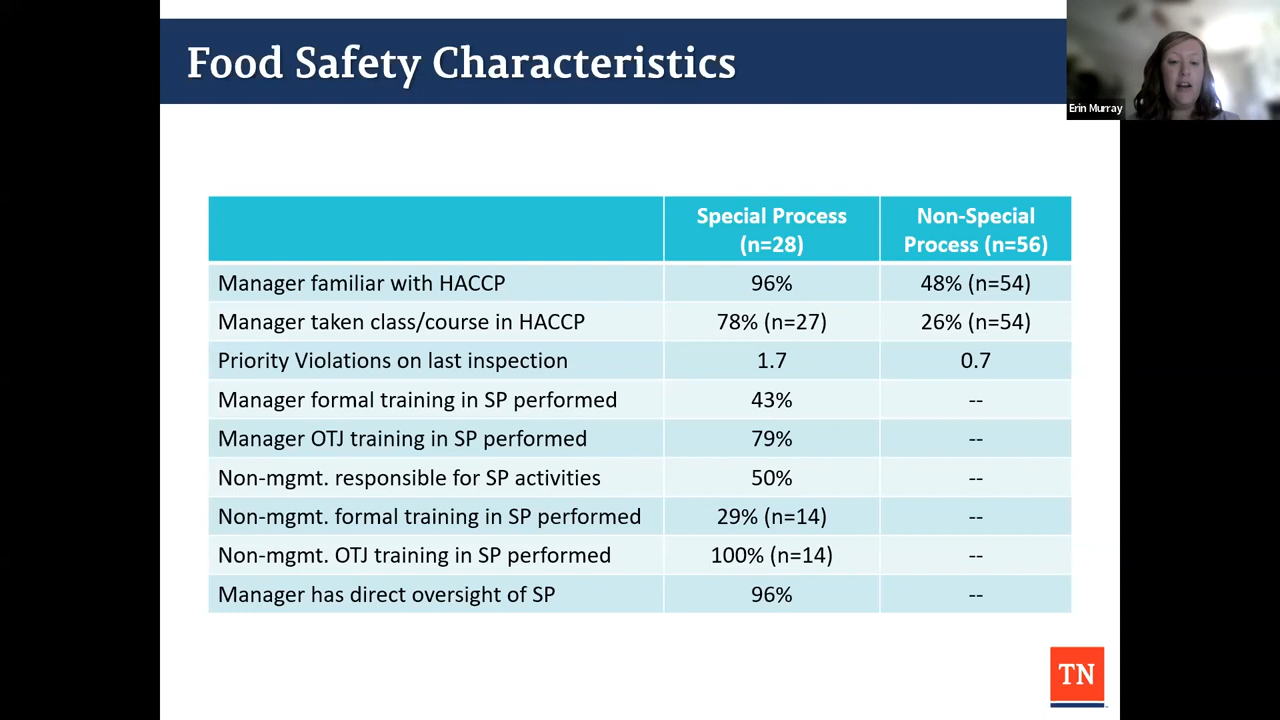 Food Safety Characteristics
Erin Murray
Special Process (n=28)
Non-Special Process (n=56)
Manager familiar with HACCP 96% 48% (n=54)
Manager taken class/course in HACCP 78% (n=27) 26% (n=54)
Priority Violations on last inspection 1.7 0.7
Manager formal training in SP performed 43% --
Manager OTJ training in SP performed 79% --
Non-mgmt. responsible for SP activities 50% --
Non-mgmt. formal training in SP performed 29% (n=14) --
Non-mgmt. OTJ training in SP performed 100% (n=14) --
Manager has direct oversight of SP 96% --
TN